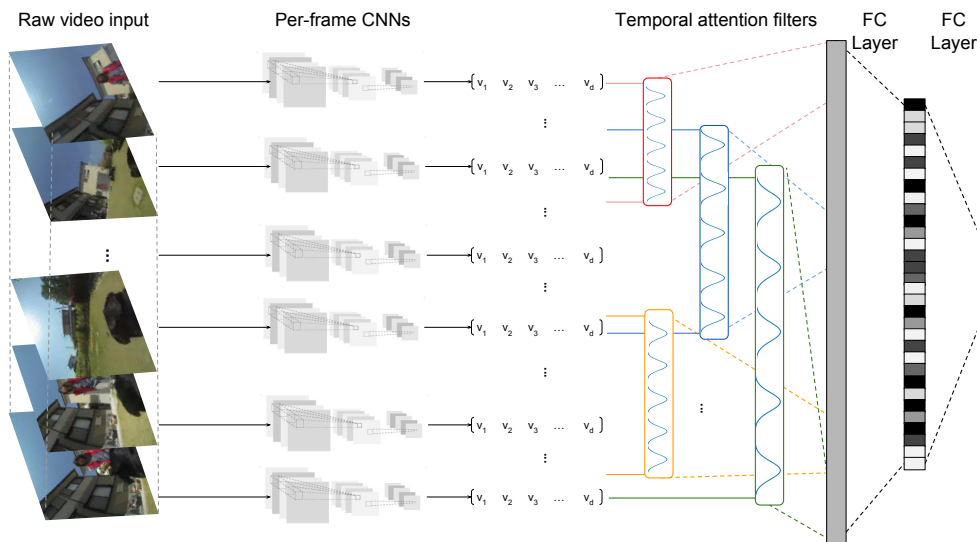 Raw video input
Per-frame CNNs
Temporal attention filters
FC
Layer
FC
Layer
v1 v2 v3 ... vd
...
v1 v2 v3 ... vd
...
...
v1 v2 v3 ... vd
...
v1 v2 v3 ... vd
...
...
v1 v2 v3 ... vd
...
v1 v2 v3 ... vd